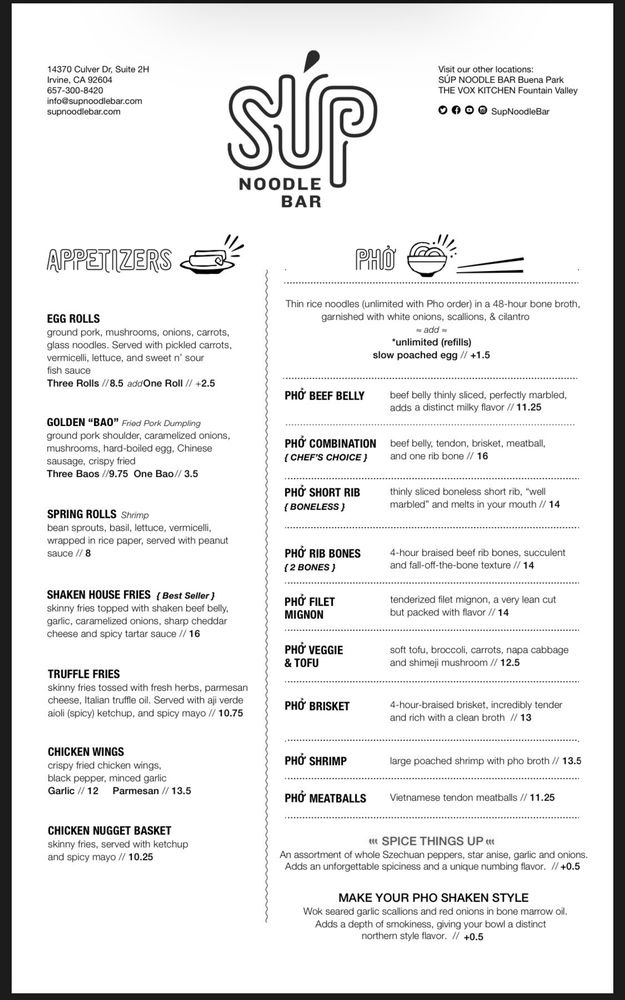 14370 Culver Dr, Suite 2H
Irvine, CA 92604
657-300-8420
info@supnoodlebar.com
supnoodlebar.com
SÚP
NOODLE
BAR
Visit our other locations:
SÚP NOODLE BAR Buena Park
THE VOX KITCHEN Fountain Valley
SupNoodleBar
APPETIZERS
EGG ROLLS
ground pork, mushrooms, onions, carrots,
glass noodles. Served with pickled carrots,
vermicelli, lettuce, and sweet n' sour
fish sauce
Three Rolls //8.5 addOne Roll // +2.5
GOLDEN “BAO” Fried Pork Dumpling
ground pork shoulder, caramelized onions,
mushrooms, hard-boiled egg, Chinese
sausage, crispy fried
Three Baos //9.75 One Bao// 3.5
SPRING ROLLS Shrimp
bean sprouts, basil, lettuce, vermicelli,
wrapped in rice paper, served with peanut
sauce // 8
SHAKEN HOUSE FRIES { Best Seller }
skinny fries topped with shaken beef belly,
garlic, caramelized onions, sharp cheddar
cheese and spicy tartar sauce // 16
TRUFFLE FRIES
skinny fries tossed with fresh herbs, parmesan
cheese, Italian truffle oil. Served with aji verde
aioli (spicy) ketchup, and spicy mayo // 10.75
CHICKEN WINGS
crispy fried chicken wings,
black pepper, minced garlic
Garlic // 12 Parmesan // 13.5
CHICKEN NUGGET BASKET
skinny fries, served with ketchup
and spicy mayo // 10.25
PHỞ
Thin rice noodles (unlimited with Pho order) in a 48-hour bone broth,
garnished with white onions, scallions, & cilantro
≈ add ≈
*unlimited (refills)
slow poached egg // +1.5
PHỞ BEEF BELLY
beef belly thinly sliced, perfectly marbled,
adds a distinct milky flavor // 11.25
PHỞ COMBINATION
{ CHEF'S CHOICE }
beef belly, tendon, brisket, meatball,
and one rib bone // 16
PHỞ SHORT RIB
{ BONELESS }
thinly sliced boneless short rib, “well
marbled” and melts in your mouth // 14
PHỞ RIB BONES
{ 2 BONES }
4-hour braised beef rib bones, succulent
and fall-off-the-bone texture // 14
PHỞ FILET
MIGNON
tenderized filet mignon, a very lean cut
but packed with flavor // 14
PHỞ VEGGIE
& TOFU
soft tofu, broccoli, carrots, napa cabbage
and shimeji mushroom // 12.5
PHỞ BRISKET
4-hour-braised brisket, incredibly tender
and rich with a clean broth // 13
PHỞ SHRIMP
large poached shrimp with pho broth // 13.5
PHỞ MEATBALLS
Vietnamese tendon meatballs // 11.25
SPICE THINGS UP
An assortment of whole Szechuan peppers, star anise, garlic and onions.
Adds an unforgettable spiciness and a unique numbing flavor. // +0.5
MAKE YOUR PHO SHAKEN STYLE
Wok seared garlic scallions and red onions in bone marrow oil.
Adds a depth of smokiness, giving your bowl a distinct
northern style flavor. // +0.5